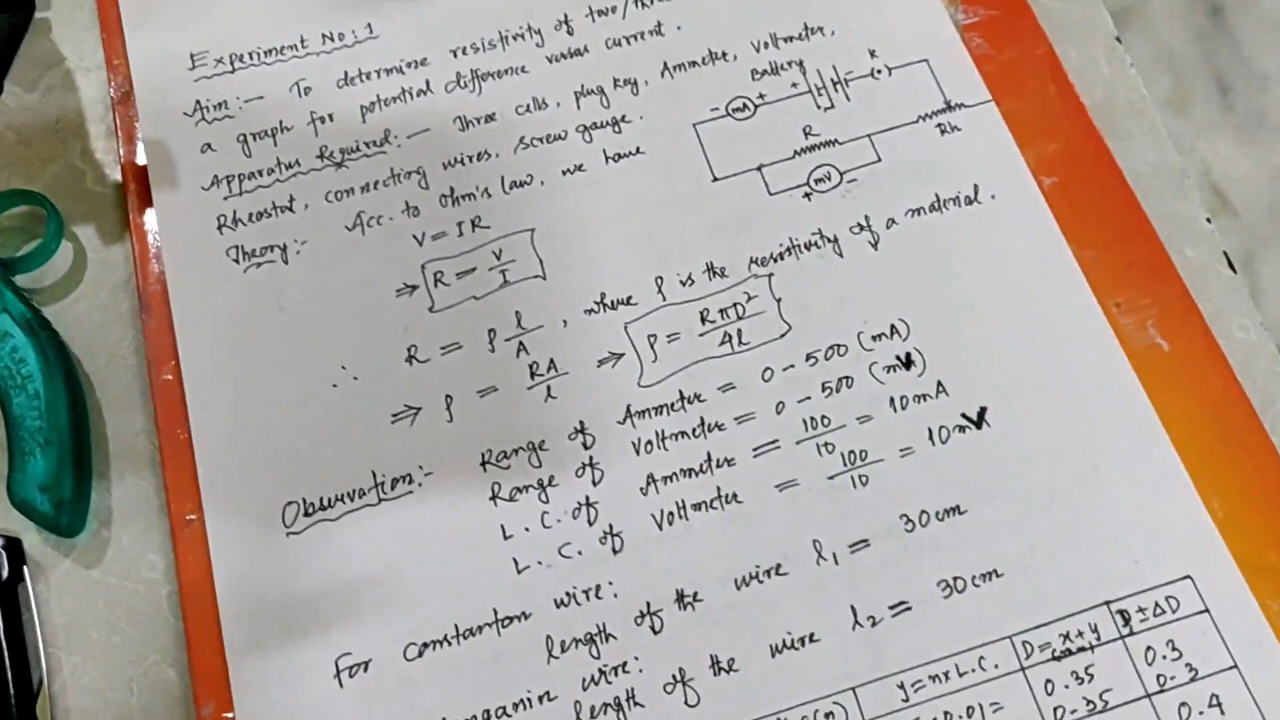 Experiment No:1
Aim:- To determine resistivity of two/
a graph for potential difference versus current.
Apparatus Required:- Three cells, plug key, Ammeter, Voltmeter,
Rheostat, connecting wires, screw gauge.
Theory:- Acc. to Ohm's law, we have
V = IR
⇒ R = V/I
Battery
K
- mA +
+
R
Rh
+ mV -
∴ R = ρ l/A, where ρ is the resistivity of a material.
⇒ ρ = RA/l ⇒ ρ = RπD²/4l
Observation:- Range of Ammeter = 0 - 500 (mA)
Range of Voltmeter = 0 - 500 (mV)
L.C. of Ammeter = 100/10 = 10mA
L.C. of Voltmeter = 100/10 = 10mV
For constantan wire:
length of the wire l₁ = 30cm
wire:
length of the wire l₂ = 30cm
(n) y = n×L.C. D = x+y (mm) D±ΔD
0.01= 0.35 0.3
0.35 0.3
0.4